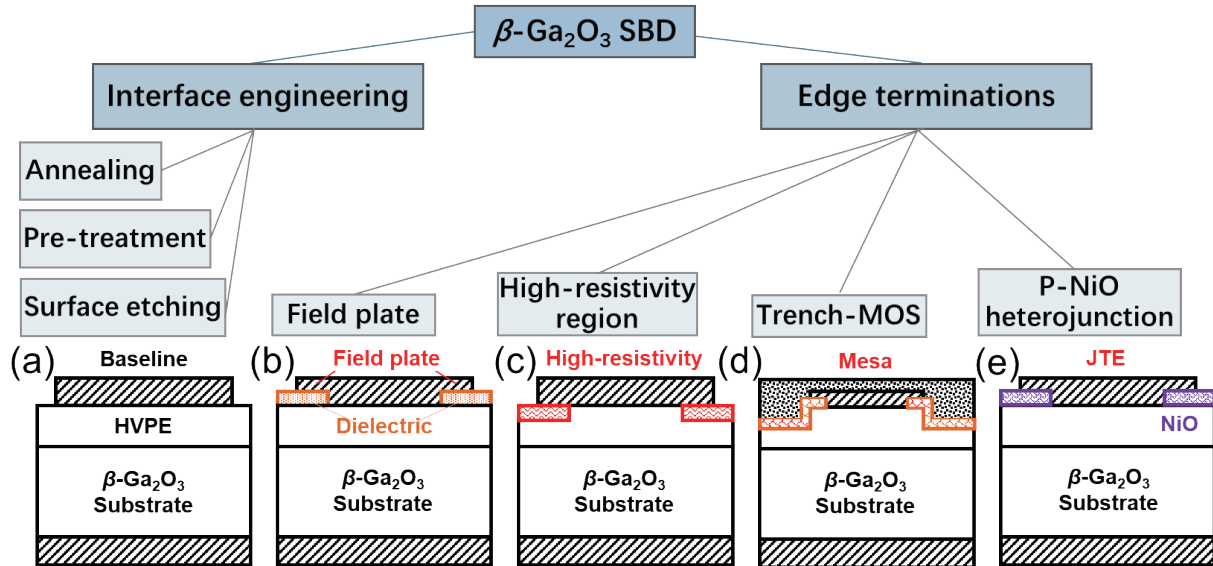 β-Ga₂O₃ SBD
Interface engineering
Edge terminations
Annealing
Pre-treatment
Surface etching
Field plate
High-resistivity
region
Trench-MOS
P-NiO
heterojunction
(a)
Baseline
HVPE
β-Ga₂O₃
Substrate
(b)
Field plate
Dielectric
β-Ga₂O₃
Substrate
(c)
High-resistivity
β-Ga₂O₃
Substrate
(d)
Mesa
β-Ga₂O₃
Substrate
(e)
JTE
NiO
β-Ga₂O₃
Substrate